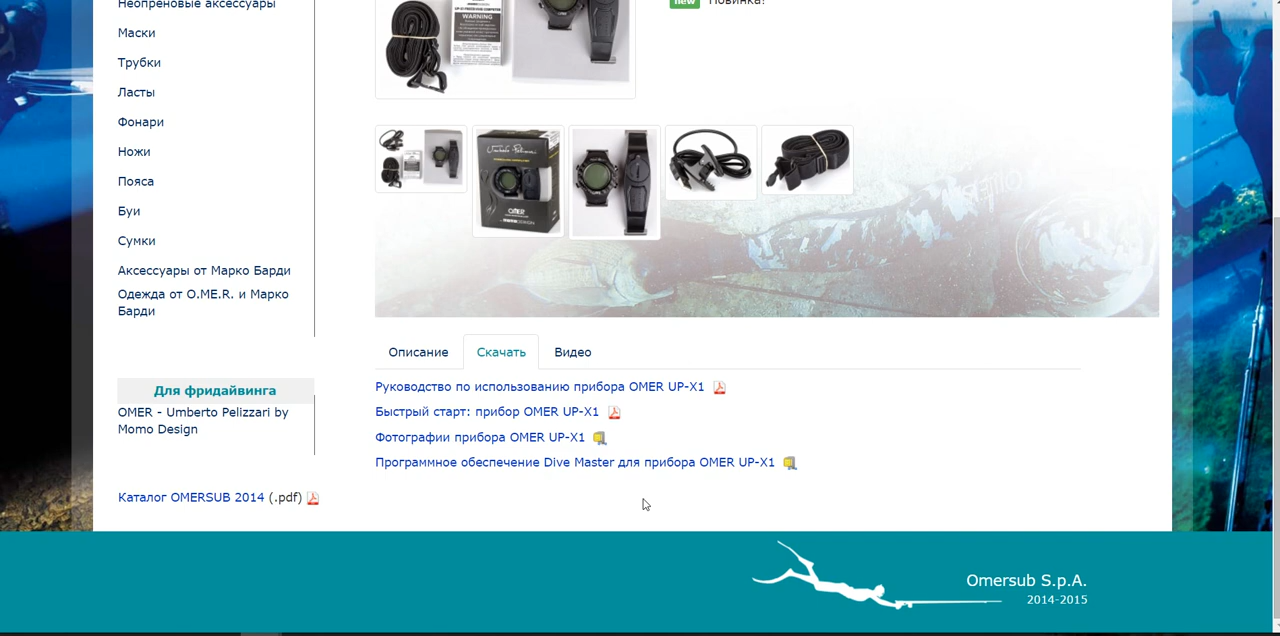 Неопреновые аксессуары
Маски
Трубки
Ласты
Фонари
Ножи
Пояса
Буи
Сумки
Аксессуары от Марко Барди
Одежда от O.ME.R. и Марко
Барди
Для фридайвинга
OMER - Umberto Pelizzari by
Momo Design
Каталог OMERSUB 2014 (.pdf)
new Новинка!
WARNING
Umberto Pelizzari
OMER
Описание Скачать Видео
Руководство по использованию прибора OMER UP-X1
Быстрый старт: прибор OMER UP-X1
Фотографии прибора OMER UP-X1
Программное обеспечение Dive Master для прибора OMER UP-X1
Omersub S.p.A.
2014-2015